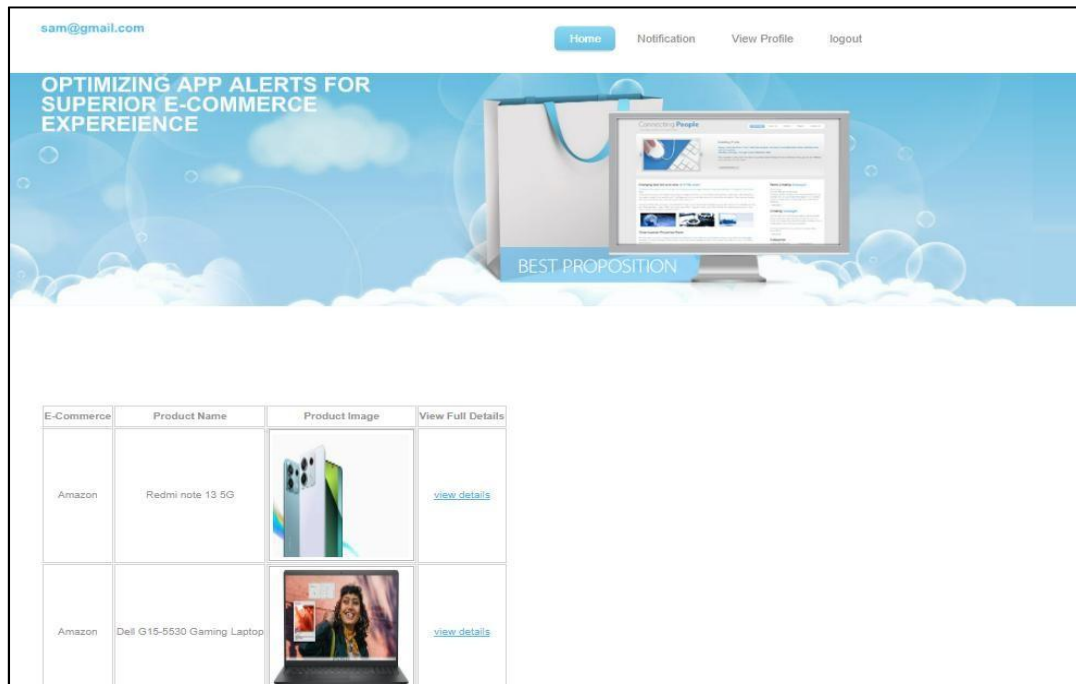 sam@gmail.com
Home Notification View Profile logout
OPTIMIZING APP ALERTS FOR
SUPERIOR E-COMMERCE
EXPEREIENCE
Connecting People
BEST PROPOSITION
E-Commerce Product Name Product Image View Full Details
Amazon Redmi note 13 5G view details
Amazon Dell G15-5530 Gaming Laptop view details